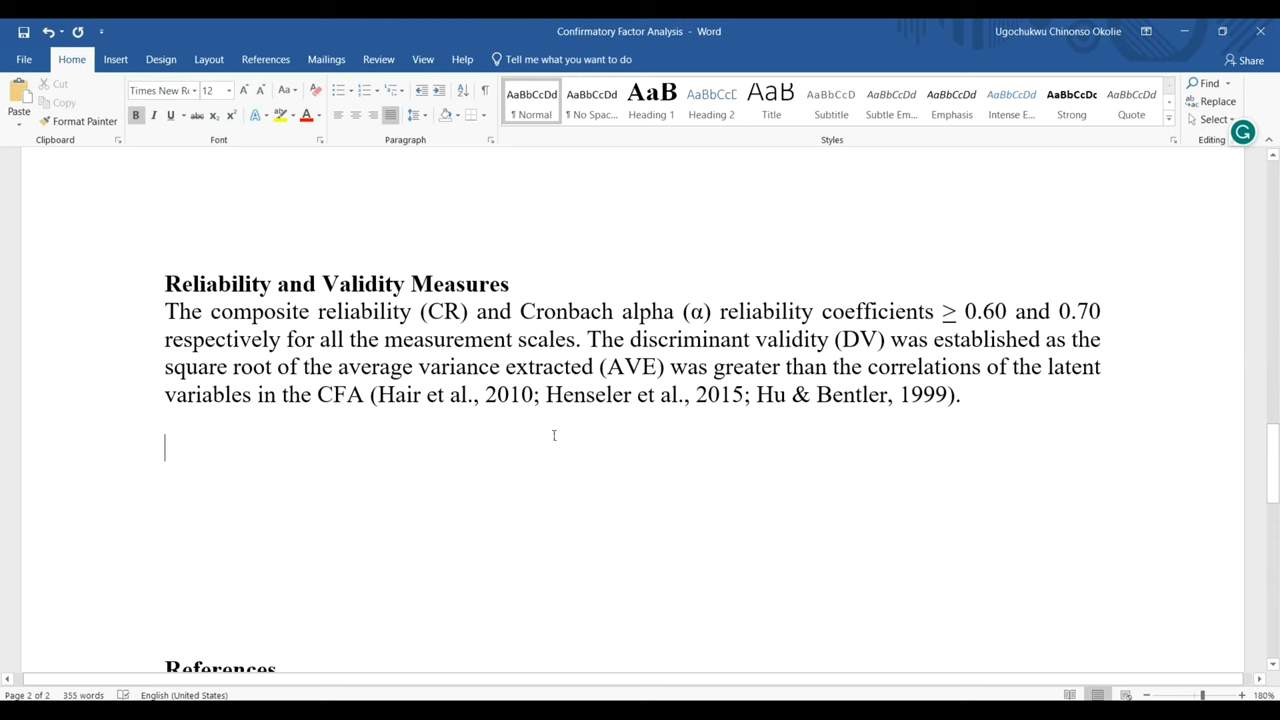 Confirmatory Factor Analysis - Word
Ugochukwu Chinonso Okolie
File Home Insert Design Layout References Mailings Review View Help Tell me what you want to do
Share
Paste
Cut
Copy
Format Painter
Clipboard
Times New Ro 12
Font
Paragraph
AaBbCcDd AaBbCcDd AaB AaBbCcD AaB AaBbCcD AaBbCcDd AaBbCcDd AaBbCcDd AaBbCcDc AaBbCcDd
¶ Normal ¶ No Spac... Heading 1 Heading 2 Title Subtitle Subtle Em... Emphasis Intense E... Strong Quote
Styles
Find
Replace
Select
Editing
Reliability and Validity Measures
The composite reliability (CR) and Cronbach alpha (α) reliability coefficients ≥ 0.60 and 0.70
respectively for all the measurement scales. The discriminant validity (DV) was established as the
square root of the average variance extracted (AVE) was greater than the correlations of the latent
variables in the CFA (Hair et al., 2010; Henseler et al., 2015; Hu & Bentler, 1999).
References
Page 2 of 2 355 words English (United States)
180%